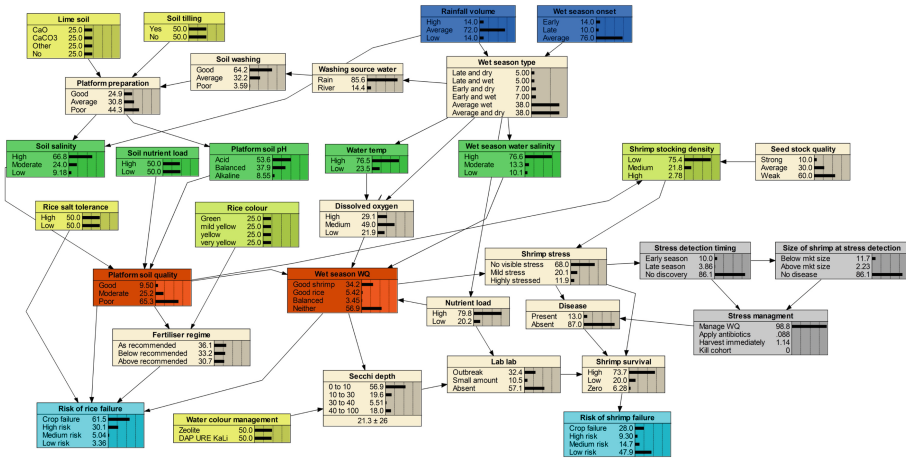 Lime soil
CaO 25.0
CaCO3 25.0
Other 25.0
No 25.0
Soil tilling
Yes 50.0
No 50.0
Rainfall volume
High 14.0
Average 72.0
Low 14.0
Wet season onset
Early 14.0
Late 10.0
Average 76.0
Soil washing
Good 64.2
Average 32.2
Poor 3.59
Washing source water
Rain 85.6
River 14.4
Wet season type
Late and dry 5.00
Late and wet 5.00
Early and dry 7.00
Early and wet 7.00
Average wet 38.0
Average and dry 38.0
Platform preparation
Good 24.9
Average 30.8
Poor 44.3
Soil salinity
High 66.8
Moderate 24.0
Low 9.18
Soil nutrient load
High 50.0
Low 50.0
Platform soil pH
Acid 53.6
Balanced 37.9
Alkaline 8.55
Water temp
High 76.5
Low 23.5
Wet season water salinity
High 76.6
Moderate 13.3
Low 10.1
Shrimp stocking density
Low 75.4
Medium 21.8
High 2.78
Seed stock quality
Strong 10.0
Average 30.0
Weak 60.0
Rice salt tolerance
High 50.0
Low 50.0
Rice colour
Green 25.0
mild yellow 25.0
yellow 25.0
very yellow 25.0
Dissolved oxygen
High 29.1
Medium 49.0
Low 21.9
Shrimp stress
No visible stress 68.0
Mild stress 20.1
Highly stressed 11.9
Stress detection timing
Early season 10.0
Late season 3.86
No discovery 86.1
Size of shrimp at stress detection
Below mkt size 11.7
Above mkt size 2.23
No disease 86.1
Platform soil quality
Good 9.50
Moderate 25.2
Poor 65.3
Wet season WQ
Good shrimp 34.2
Good rice 5.42
Balanced 3.45
Neither 56.9
Nutrient load
High 79.8
Low 20.2
Disease
Present 13.0
Absent 87.0
Stress managment
Manage WQ 98.8
Apply antibiotics .088
Harvest immediately 1.14
Kill cohort 0
Fertiliser regime
As recommended 36.1
Below recommended 33.2
Above recommended 30.7
Secchi depth
0 to 10 56.9
10 to 30 19.6
30 to 40 5.51
40 to 100 18.0
21.3 ± 26
Lab lab
Outbreak 32.4
Small amount 10.5
Absent 57.1
Shrimp survival
High 73.7
Low 20.0
Zero 6.28
Risk of rice failure
Crop failure 61.5
High risk 30.1
Medium risk 5.04
Low risk 3.36
Water colour management
Zeolite 50.0
DAP URE KaLi 50.0
Risk of shrimp failure
Crop failure 28.0
High risk 9.30
Medium risk 14.7
Low risk 47.9